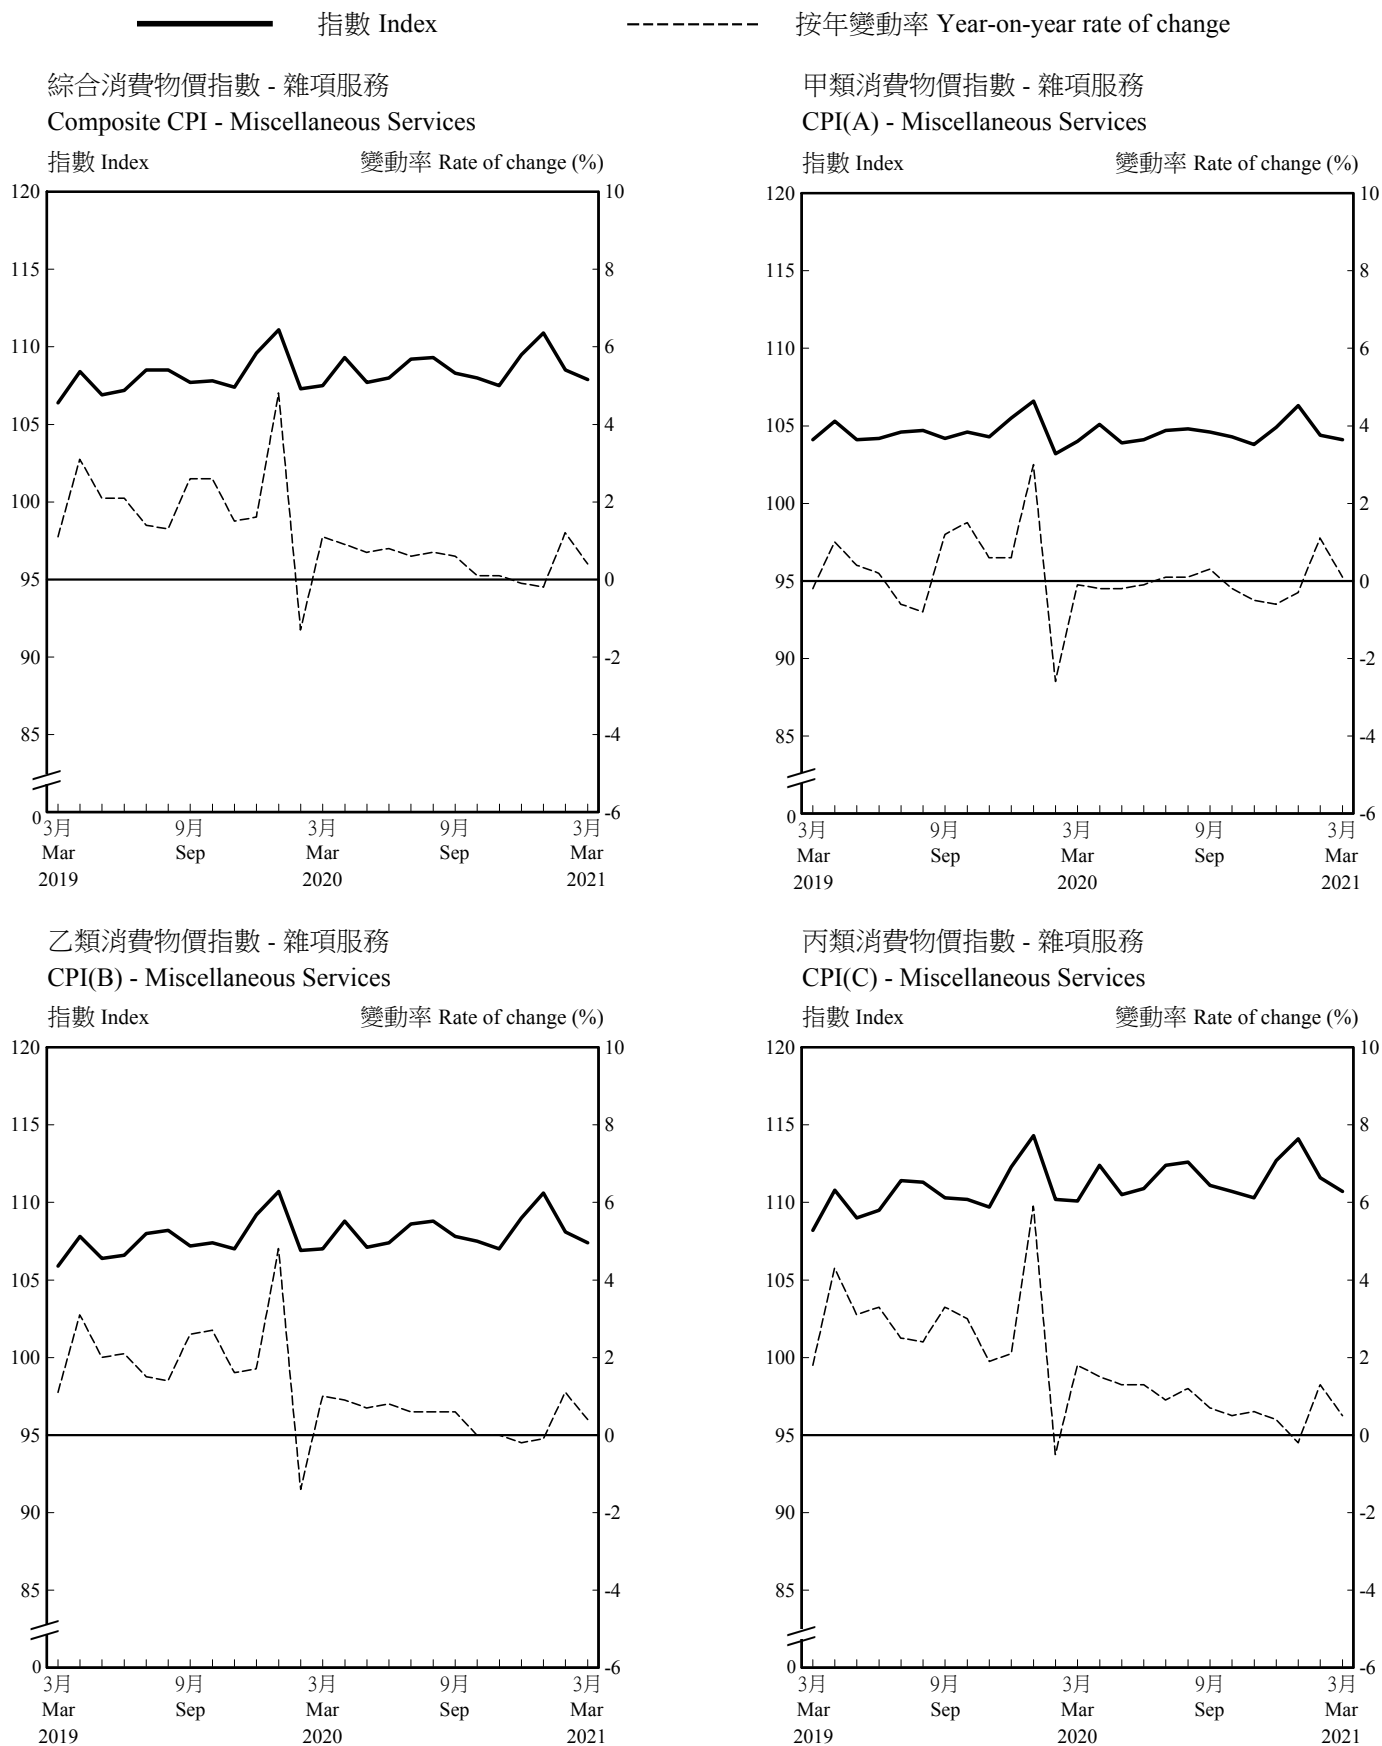 指數 Index
按年變動率 Year-on-year rate of change
綜合消費物價指數 - 雜項服務
Composite CPI - Miscellaneous Services
指數 Index 變動率 Rate of change (%)
120 10
115 8
110 6
105 4
100 2
95 0
90 -2
85 -4
0 -6
3月 9月 3月 9月 3月
Mar Sep Mar Sep Mar
2019 2020 2021
甲類消費物價指數 - 雜項服務
CPI(A) - Miscellaneous Services
指數 Index 變動率 Rate of change (%)
120 10
115 8
110 6
105 4
100 2
95 0
90 -2
85 -4
0 -6
3月 9月 3月 9月 3月
Mar Sep Mar Sep Mar
2019 2020 2021
乙類消費物價指數 - 雜項服務
CPI(B) - Miscellaneous Services
指數 Index 變動率 Rate of change (%)
120 10
115 8
110 6
105 4
100 2
95 0
90 -2
85 -4
0 -6
3月 9月 3月 9月 3月
Mar Sep Mar Sep Mar
2019 2020 2021
丙類消費物價指數 - 雜項服務
CPI(C) - Miscellaneous Services
指數 Index 變動率 Rate of change (%)
120 10
115 8
110 6
105 4
100 2
95 0
90 -2
85 -4
0 -6
3月 9月 3月 9月 3月
Mar Sep Mar Sep Mar
2019 2020 2021